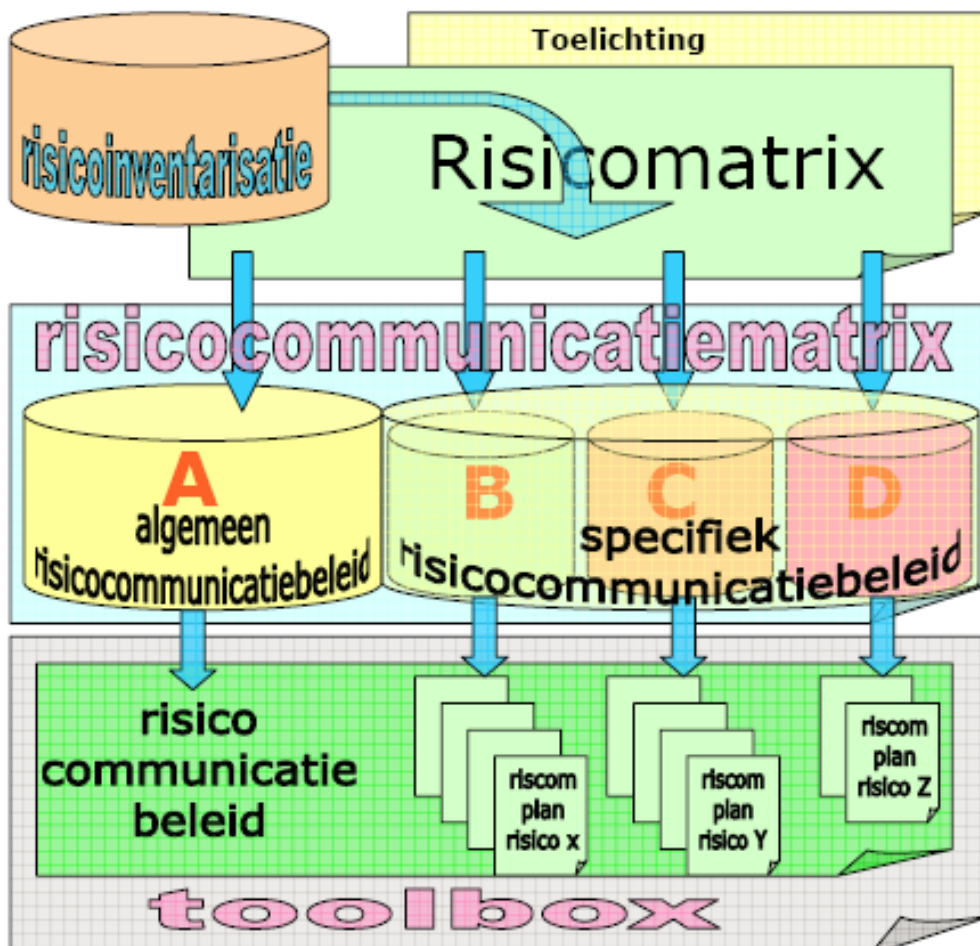 Toelichting
risicoinventarisatie
Risicomatrix
risicocommunicatiematrix
A
algemeen
risicocommunicatiebeleid
B
C
D
specifiek
risicocommunicatiebeleid
risico
communicatie
beleid
riscom
plan
risico x
riscom
plan
risico Y
riscom
plan
risico Z
toolbox